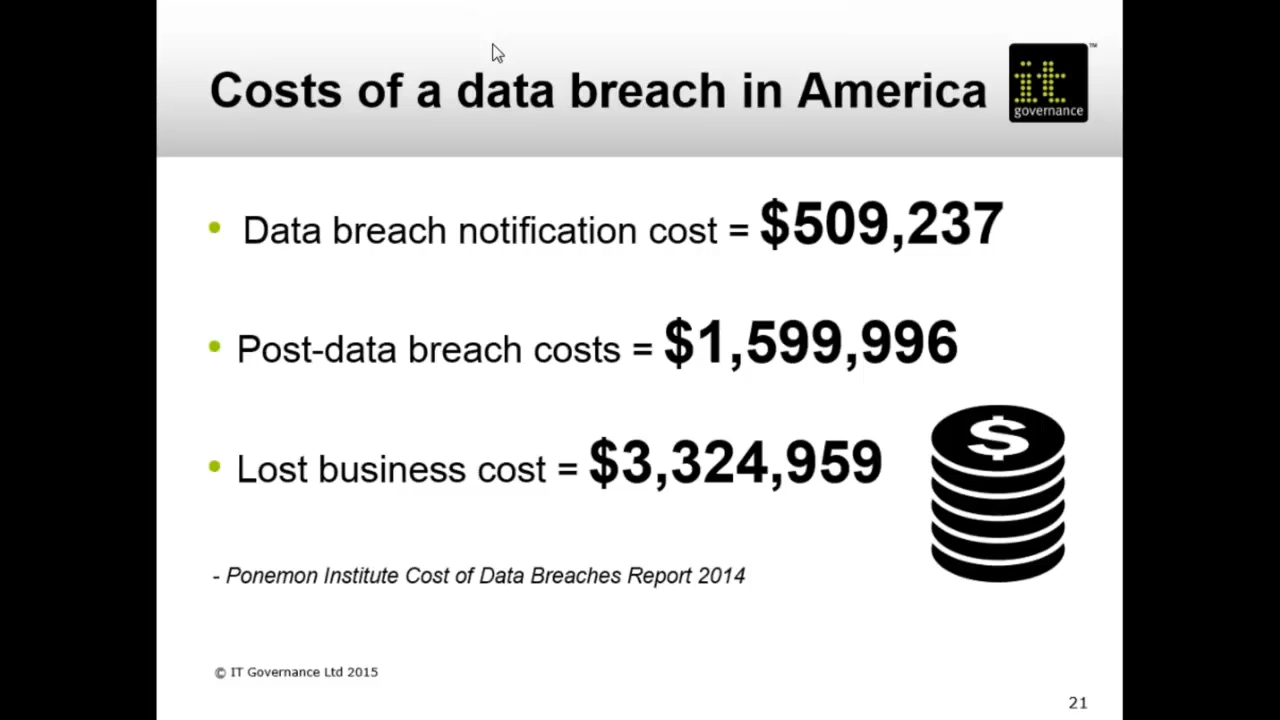 Costs of a data breach in America
it
governance
™
• Data breach notification cost = $509,237
• Post-data breach costs = $1,599,996
• Lost business cost = $3,324,959
$
- Ponemon Institute Cost of Data Breaches Report 2014
© IT Governance Ltd 2015
21